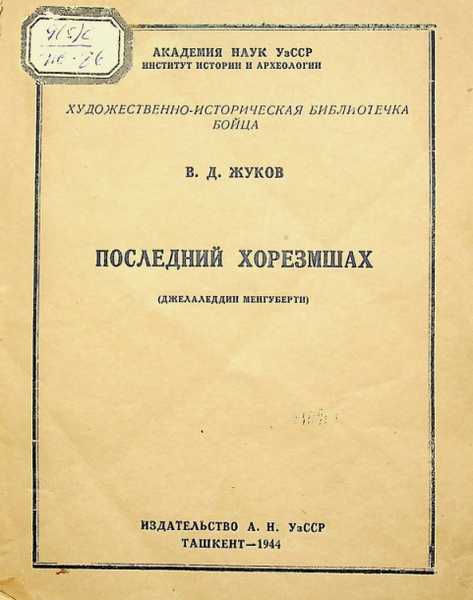 АКАДЕМИЯ НАУК УзССР
ИНСТИТУТ ИСТОРИИ И АРХЕОЛОГИИ
ХУДОЖЕСТВЕННО-ИСТОРИЧЕСКАЯ БИБЛИОТЕЧКА
БОЙЦА
В. Д. ЖУКОВ
ПОСЛЕДНИЙ ХОРЕЗМШАХ
(ДЖЕЛАЛЕДДИН МЕНГУБЕРТИ)
ИЗДАТЕЛЬСТВО А. Н. УзССР
ТАШКЕНТ—1944